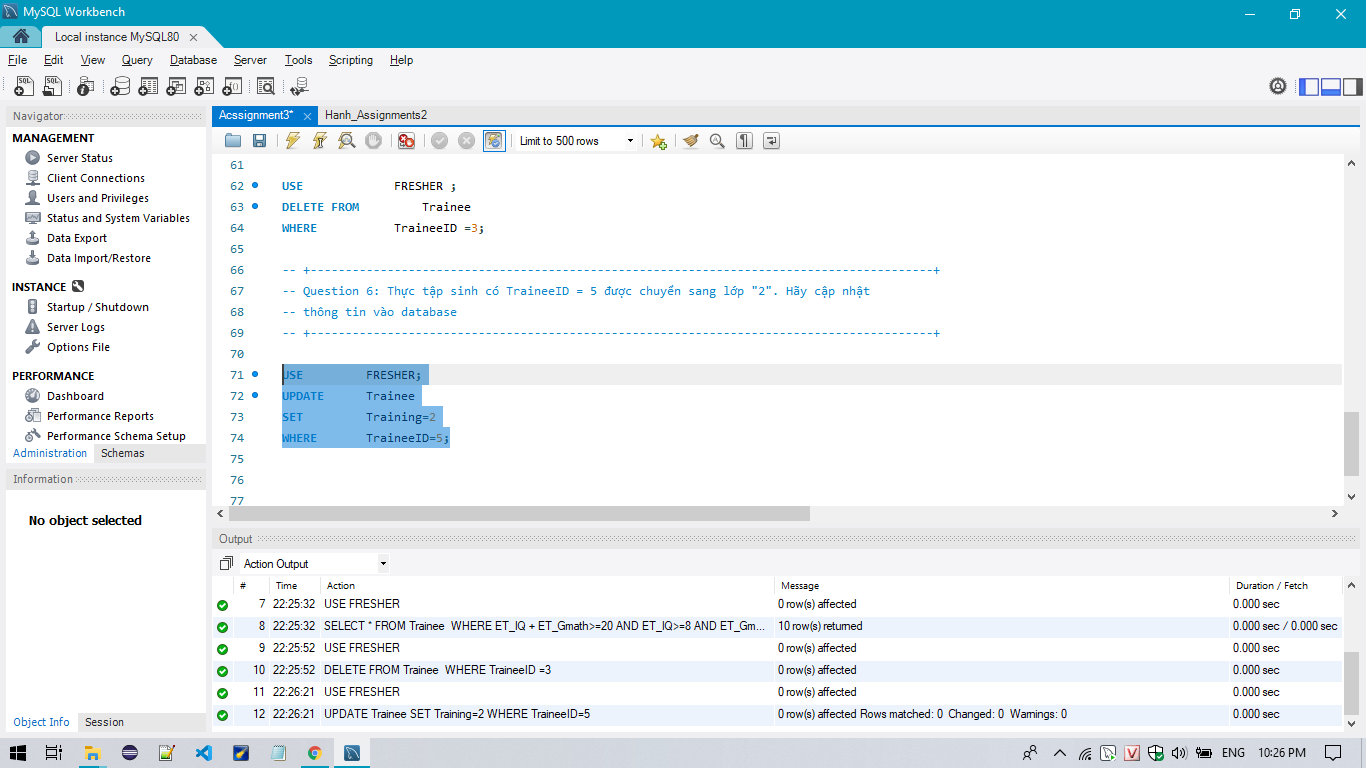 MySQL Workbench
Local instance MySQL80
File Edit View Query Database Server Tools Scripting Help
Navigator
MANAGEMENT
Server Status
Client Connections
Users and Privileges
Status and System Variables
Data Export
Data Import/Restore
INSTANCE
Startup / Shutdown
Server Logs
Options File
PERFORMANCE
Dashboard
Performance Reports
Performance Schema Setup
Administration Schemas
Information
No object selected
Object Info Session
Acssignment3* Hanh_Assignments2
Limit to 500 rows
61
62 USE FRESHER ;
63 DELETE FROM Trainee
64 WHERE TraineeID =3;
65
66 -- +-----------------------------------------------------------------------------------------+
67 -- Question 6: Thực tập sinh có TraineeID = 5 được chuyển sang lớp "2". Hãy cập nhật
68 -- thông tin vào database
69 -- +-----------------------------------------------------------------------------------------+
70
71 USE FRESHER;
72 UPDATE Trainee
73 SET Training=2
74 WHERE TraineeID=5;
75
76
77
Output
Action Output
# Time Action Message Duration / Fetch
7 22:25:32 USE FRESHER 0 row(s) affected 0.000 sec
8 22:25:32 SELECT * FROM Trainee WHERE ET_IQ + ET_Gmath>=20 AND ET_IQ>=8 AND ET_Gm... 10 row(s) returned 0.000 sec / 0.000 sec
9 22:25:52 USE FRESHER 0 row(s) affected 0.000 sec
10 22:25:52 DELETE FROM Trainee WHERE TraineeID =3 0 row(s) affected 0.000 sec
11 22:26:21 USE FRESHER 0 row(s) affected 0.000 sec
12 22:26:21 UPDATE Trainee SET Training=2 WHERE TraineeID=5 0 row(s) affected Rows matched: 0 Changed: 0 Warnings: 0 0.000 sec
ENG 10:26 PM